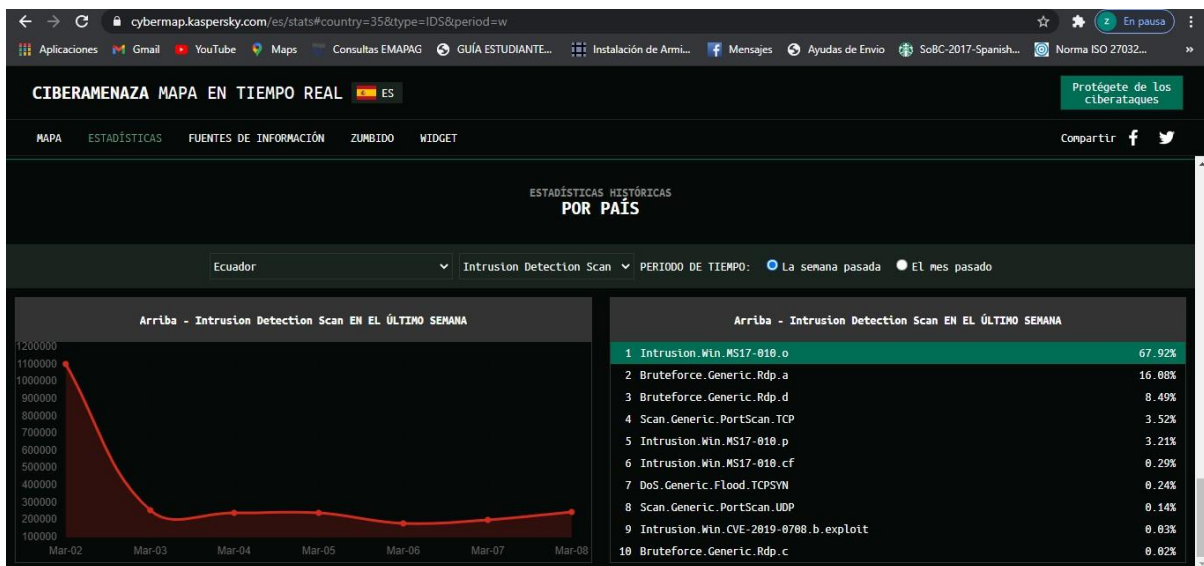 cybermap.kaspersky.com/es/stats#country=35&type=IDS&period=w
z En pausa
Aplicaciones Gmail YouTube Maps Consultas EMAPAG GUÍA ESTUDIANTE... Instalación de Armi... Mensajes Ayudas de Envio SoBC-2017-Spanish... Norma ISO 27032... »
CIBERAMENAZA MAPA EN TIEMPO REAL ES
Protégete de los
ciberataques
MAPA ESTADÍSTICAS FUENTES DE INFORMACIÓN ZUMBIDO WIDGET
Compartir
ESTADÍSTICAS HISTÓRICAS
POR PAÍS
Ecuador Intrusion Detection Scan PERIODO DE TIEMPO: La semana pasada El mes pasado
Arriba - Intrusion Detection Scan EN EL ÚLTIMO SEMANA
1200000
1100000
1000000
900000
800000
700000
600000
500000
400000
300000
200000
100000
Mar-02 Mar-03 Mar-04 Mar-05 Mar-06 Mar-07 Mar-08
Arriba - Intrusion Detection Scan EN EL ÚLTIMO SEMANA
1 Intrusion.Win.MS17-010.o 67.92%
2 Bruteforce.Generic.Rdp.a 16.08%
3 Bruteforce.Generic.Rdp.d 8.49%
4 Scan.Generic.PortScan.TCP 3.52%
5 Intrusion.Win.MS17-010.p 3.21%
6 Intrusion.Win.MS17-010.cf 0.29%
7 DoS.Generic.Flood.TCPSYN 0.24%
8 Scan.Generic.PortScan.UDP 0.14%
9 Intrusion.Win.CVE-2019-0708.b.exploit 0.03%
10 Bruteforce.Generic.Rdp.c 0.02%